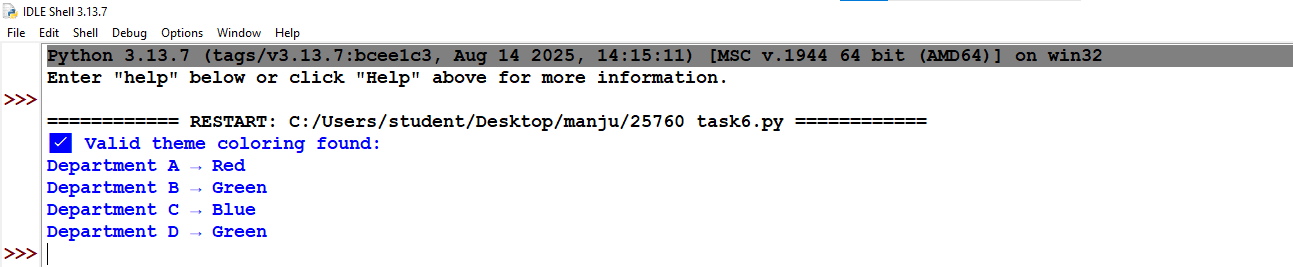 IDLE Shell 3.13.7
File Edit Shell Debug Options Window Help
Python 3.13.7 (tags/v3.13.7:bcee1c3, Aug 14 2025, 14:15:11) [MSC v.1944 64 bit (AMD64)] on win32
Enter "help" below or click "Help" above for more information.
>>>
============ RESTART: C:/Users/student/Desktop/manju/25760 task6.py ============
✅ Valid theme coloring found:
Department A → Red
Department B → Green
Department C → Blue
Department D → Green
>>>